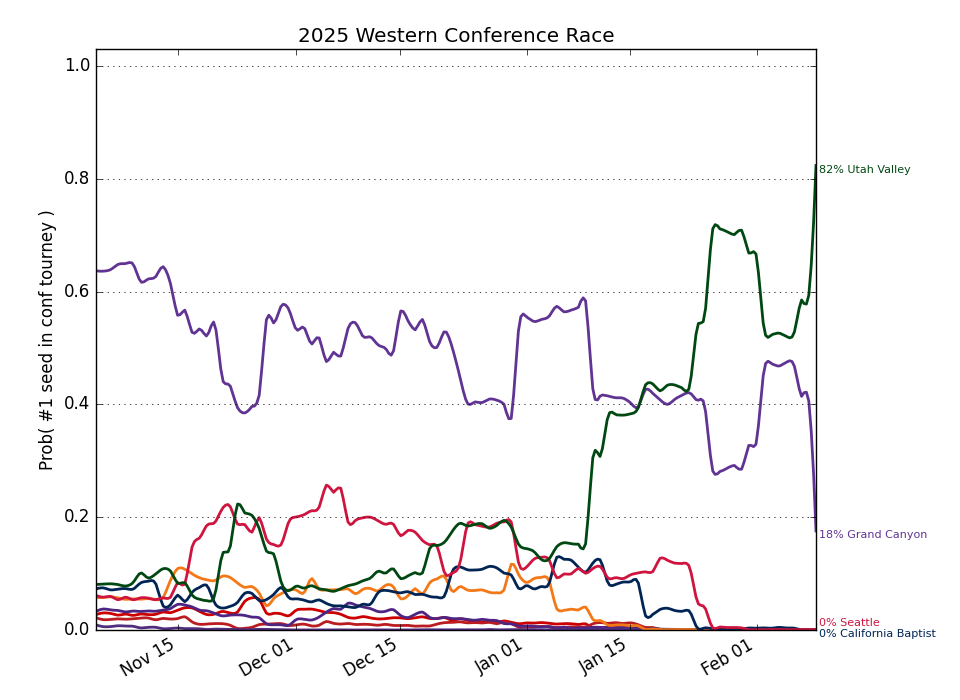 2025 Western Conference Race
1.0
0.8
0.6
0.4
0.2
0.0
Prob( #1 seed in conf tourney )
82% Utah Valley
18% Grand Canyon
0% Seattle
0% California Baptist
Nov 15
Dec 01
Dec 15
Jan 01
Jan 15
Feb 01